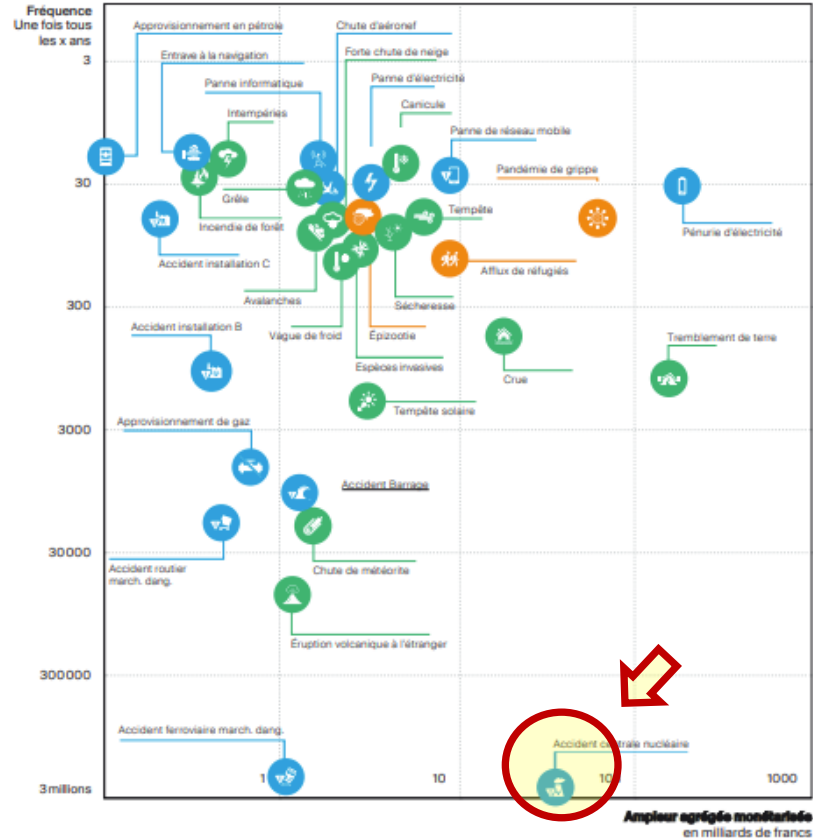 Fréquence
Une fois tous
les x ans
Approvisionnement en pétrole
Chute d'aéronef
Entrave à la navigation
Forte chute de neige
3
Panne informatique
Panne d'électricité
Intempéries
Canicule
Panne de réseau mobile
Pandémie de grippe
30
Grêle
Tempête
Incendie de forêt
Pénurie d'électricité
Accident installation C
Afflux de réfugiés
Avalanches
Sécheresse
300
Accident installation B
Vague de froid
Épizootie
Tremblement de terre
Espèces invasives
Crue
Tempête solaire
Approvisionnement de gaz
3000
Accident Barrage
30000
Accident routier
march. dang.
Chute de météorite
Éruption volcanique à l'étranger
300000
Accident ferroviaire march. dang.
Accident centrale nucléaire
1
10
100
1000
3 millions
Ampleur agrégée monétarisée
en milliards de francs